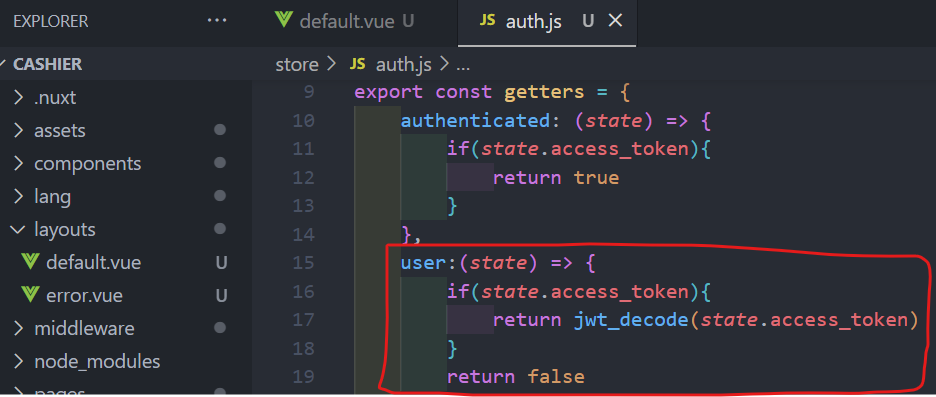 EXPLORER ...
default.vue U
JS auth.js U ×
CASHIER
store > JS auth.js > ...
.nuxt
assets
components
lang
layouts
default.vue U
error.vue U
middleware
node_modules
pages
9 export const getters = {
10 authenticated: (state) => {
11 if(state.access_token){
12 return true
13 }
14 },
15 user:(state) => {
16 if(state.access_token){
17 return jwt_decode(state.access_token)
18 }
19 return false